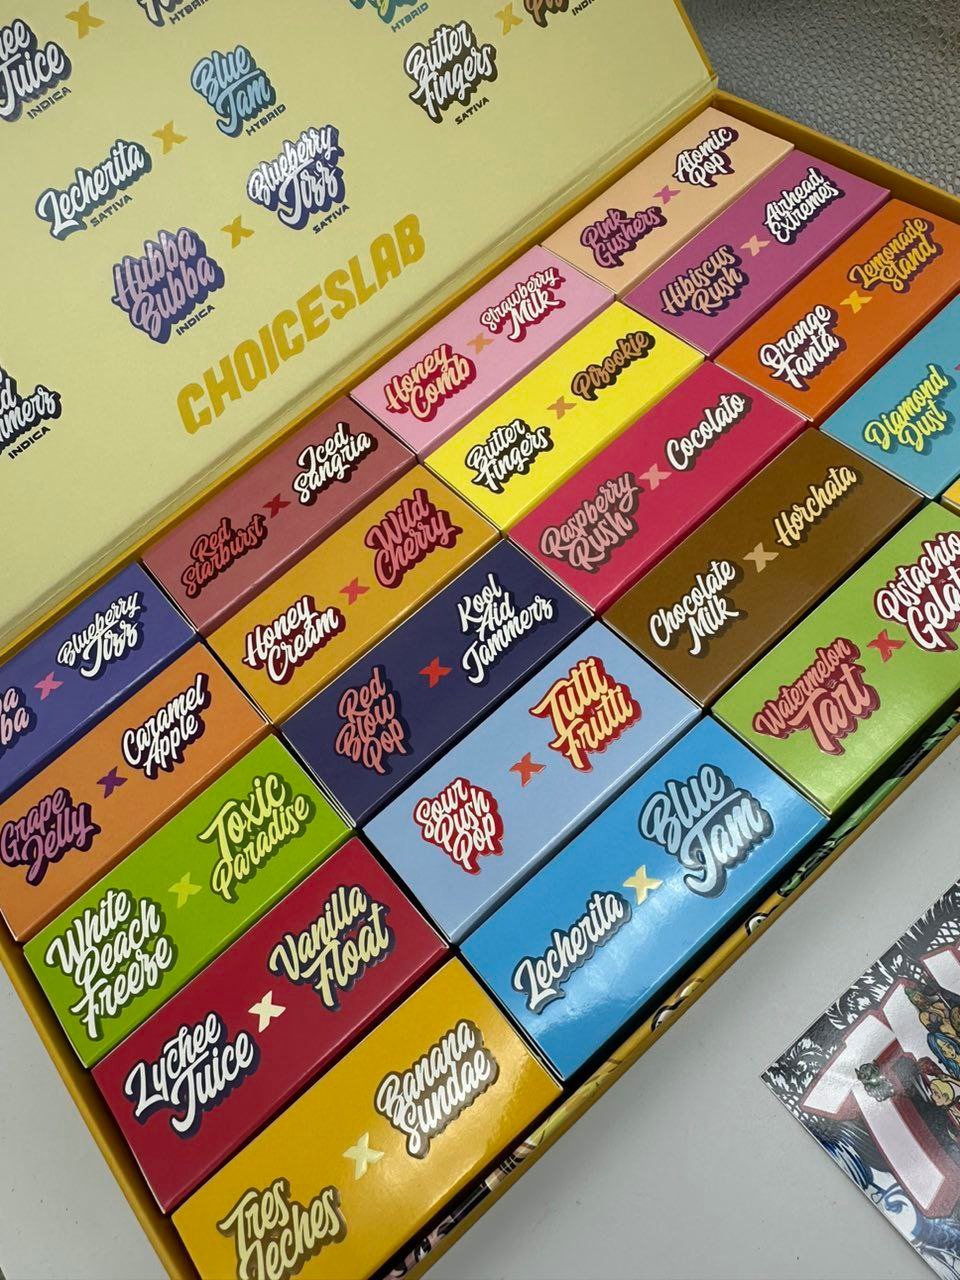 Juice
INDICA
HYBRID
Blue
Jam
HYBRID
Butter
Fingers
SATIVA
Lecherita
X
SATIVA
Blueberry
Jizz
SATIVA
Hubba
Bubba
X
INDICA
INDICA
CHOICESLAB
Pink
Gushers
X
Atomic
Pop
Hibiscus
Rush
X
Airhead
Extremes
Orange
Fanta
X
Lemonade
Stand
Diamond
Dust
Honey
Comb
X
Strawberry
Milk
Butter
Fingers
X
Pizookie
Raspberry
Rush
X
Cocolato
Chocolate
Milk
X
Horchata
Watermelon
Tart
X
Pistachio
Red
Starburst
X
Iced
Sangria
Honey
Cream
X
Wild
Cherry
Red
Blow
Pop
X
Kool
Aid
Jammers
Sour
Push
Pop
X
Tutti
Frutti
Lecherita
X
Blue
Jam
X
Blueberry
Jizz
Grape
Jelly
X
Caramel
Apple
White
Peach
Freeze
X
Toxic
Paradise
Lychee
Juice
X
Vanilla
Float
Tres
Leches
X
Banana
Sundae